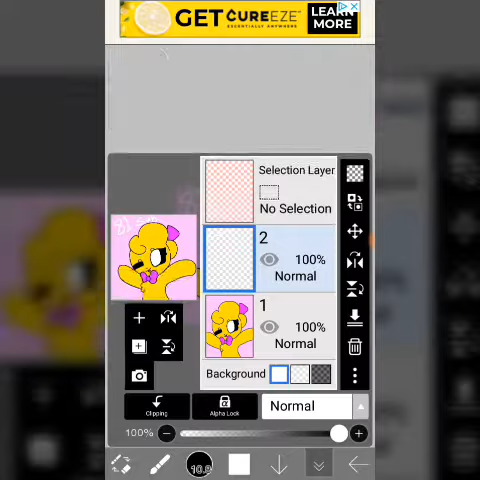 GET CUREEZE™
ESSENTIALLY ANYWHERE
LEARN
MORE
Selection Layer
No Selection
2
100%
Normal
1
100%
Normal
Background
Clipping
Alpha Lock
Normal
100%
10.0